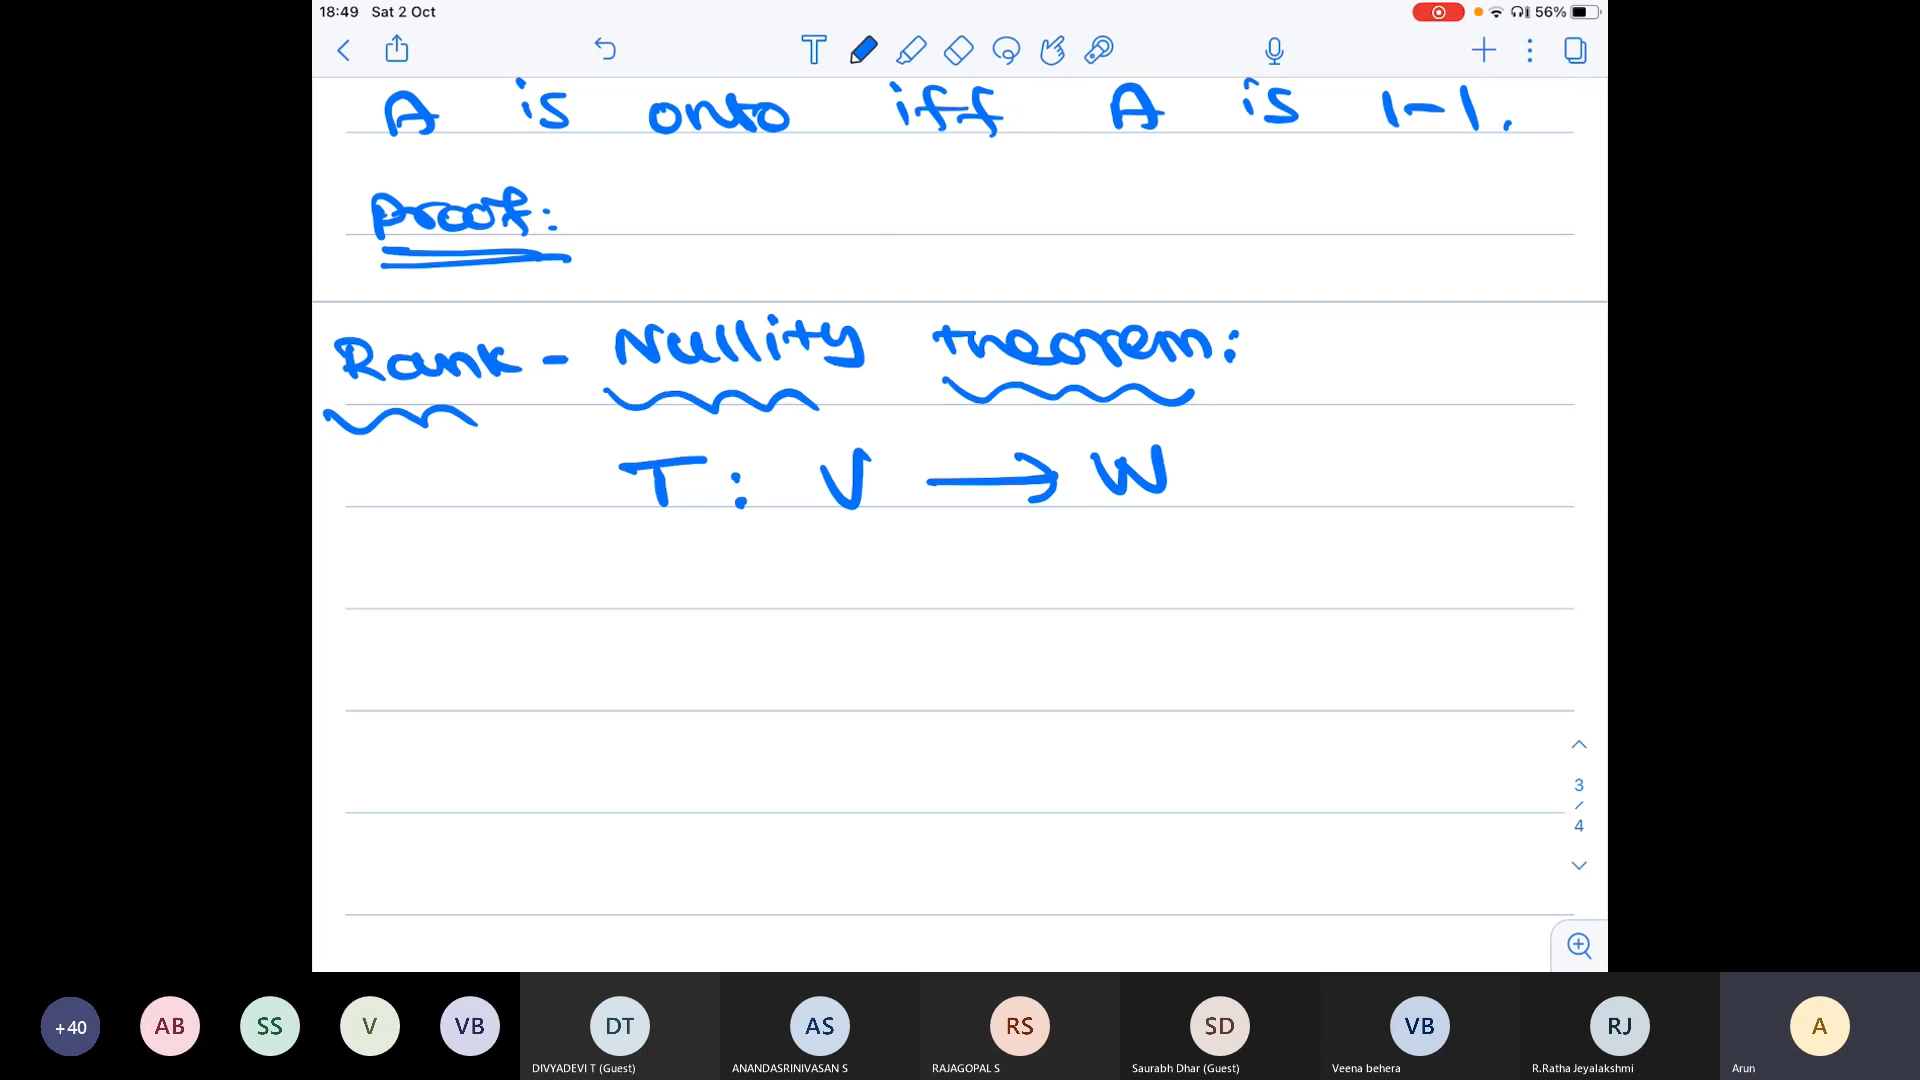 18:49 Sat 2 Oct 56%
T
A is onto iff A is 1-1.
Proof:
Rank - Nullity theorem:
T: V → W
3
/
4
+40 AB SS V VB DT AS RS SD VB RJ A
DIVYADEVI T (Guest) ANANDASRINIVASAN S RAJAGOPAL S Saurabh Dhar (Guest) Veena behera R.Ratha Jeyalakshmi Arun